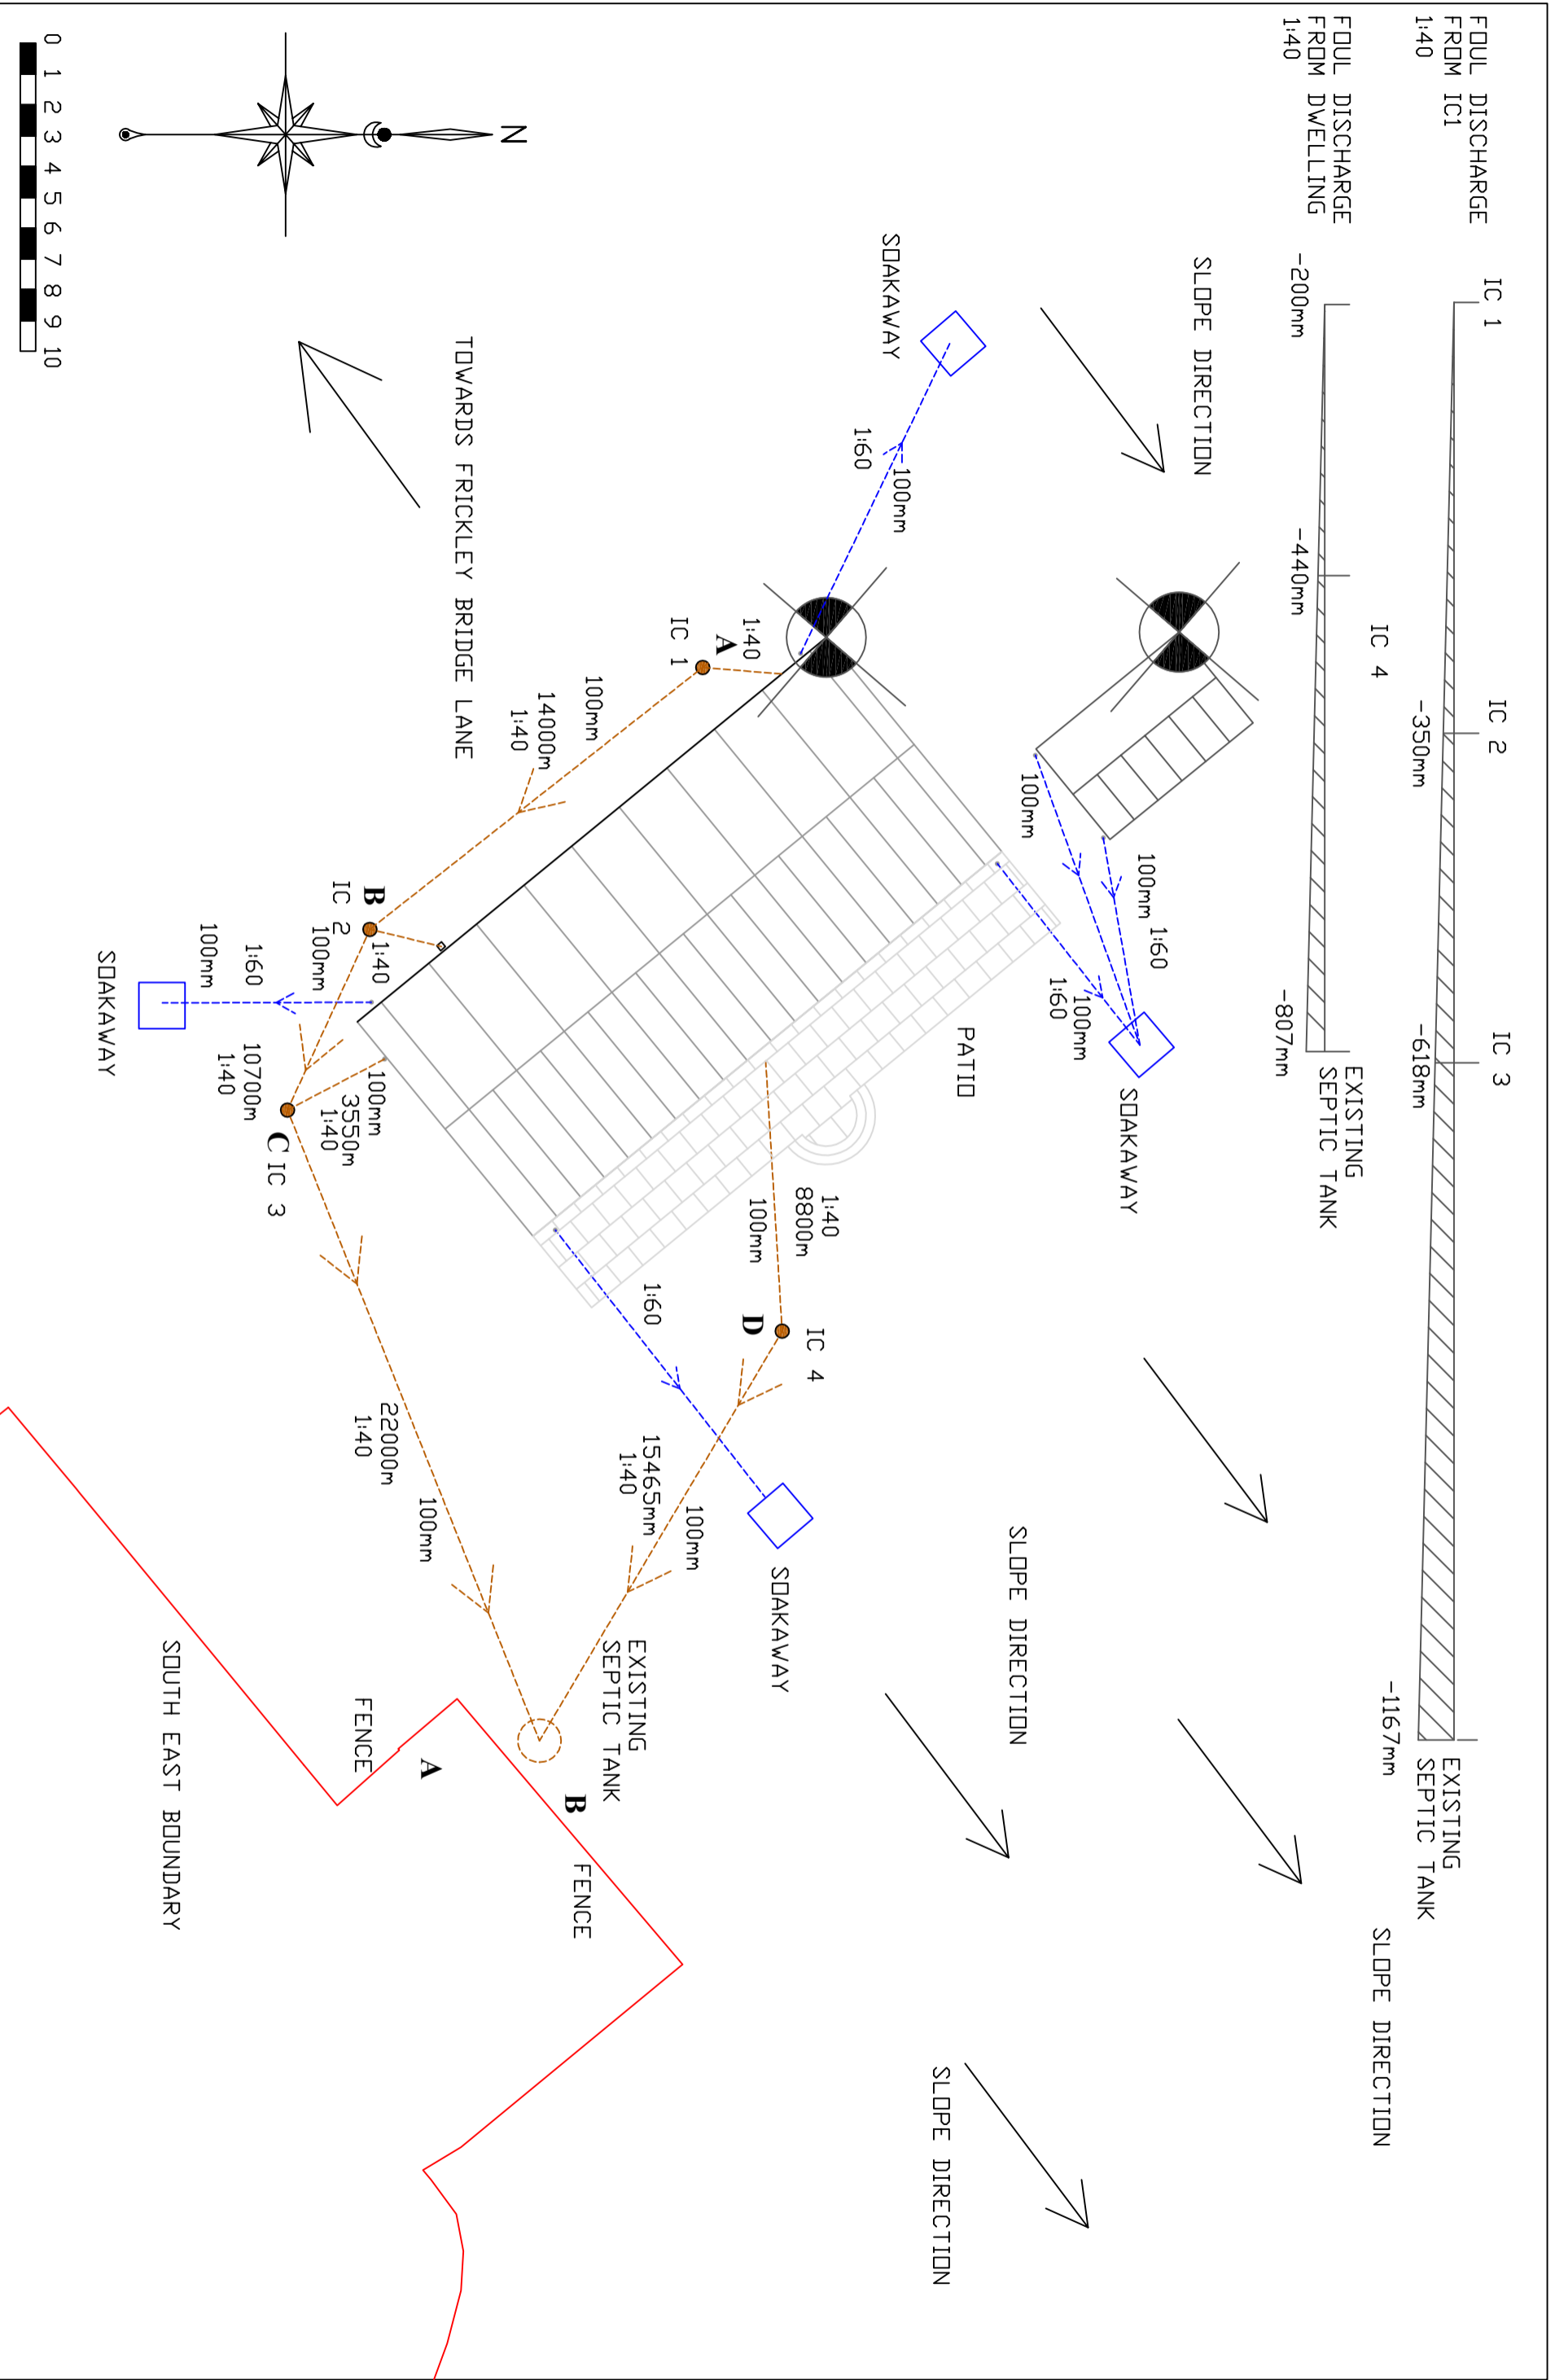 FOUL DISCHARGE
FROM IC1
1:40
IC 1
IC 2
-350mm
IC 3
-618mm
-1167mm
EXISTING
SEPTIC TANK
FOUL DISCHARGE
FROM DWELLING
1:40
-200mm
-440mm
IC 4
-807mm
EXISTING
SEPTIC TANK
SLOPE DIRECTION
SLOPE DIRECTION
SLOPE DIRECTION
SLOPE DIRECTION
SOAKAWAY
1:60
100mm
100mm
100mm
1:60
100mm
1:60
SOAKAWAY
PATIO
1:40
A
IC 1
100mm
14000m
1:40
1:40
8800m
100mm
IC 4
D
1:60
SOAKAWAY
15465mm
1:40
100mm
EXISTING
SEPTIC TANK
B
IC 2
1:40
100mm
1:60
100mm
SOAKAWAY
10700m
1:40
100mm
3550m
1:40
C
IC 3
22000m
1:40
100mm
B
FENCE
A
FENCE
SOUTH EAST BOUNDARY
TOWARDS FRICKLEY BRIDGE LANE
N
0 1 2 3 4 5 6 7 8 9 10